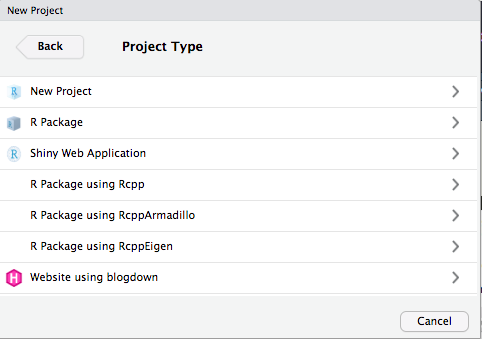 New Project
Back
Project Type
New Project
R Package
Shiny Web Application
R Package using Rcpp
R Package using RcppArmadillo
R Package using RcppEigen
Website using blogdown
Cancel